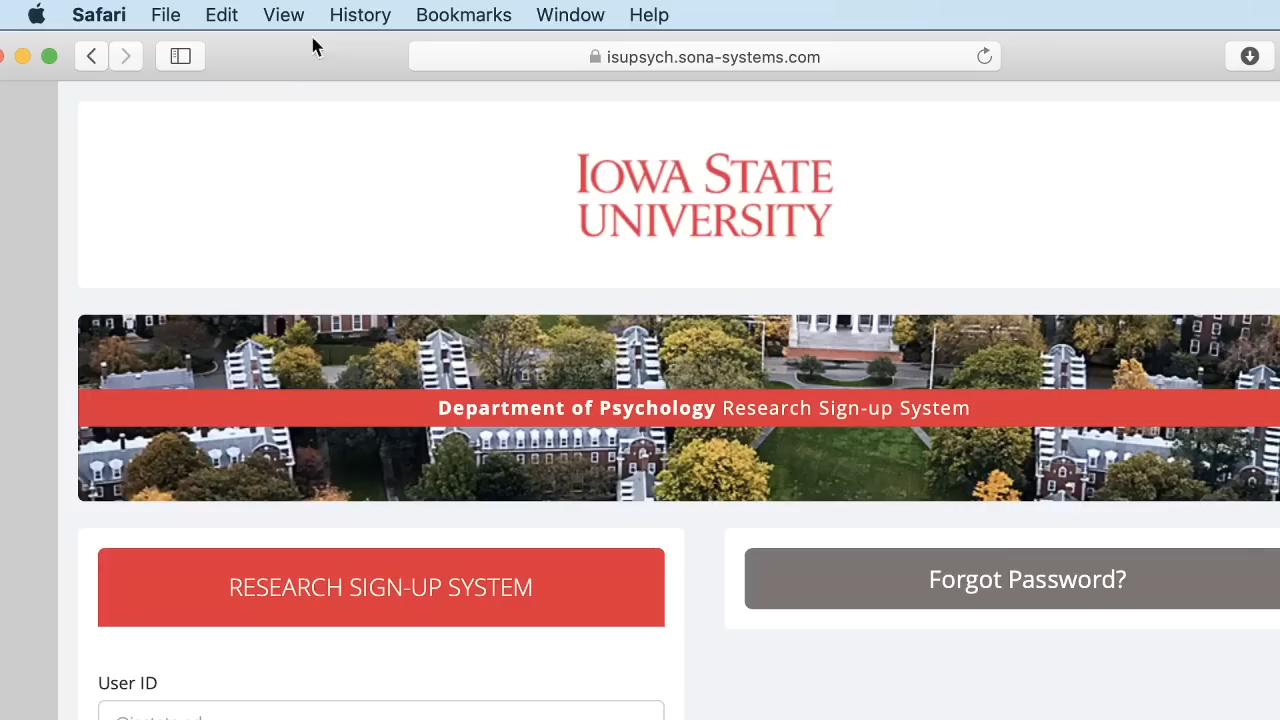 Safari File Edit View History Bookmarks Window Help
isupsych.sona-systems.com
IOWA STATE
UNIVERSITY
Department of Psychology Research Sign-up System
RESEARCH SIGN-UP SYSTEM
Forgot Password?
User ID